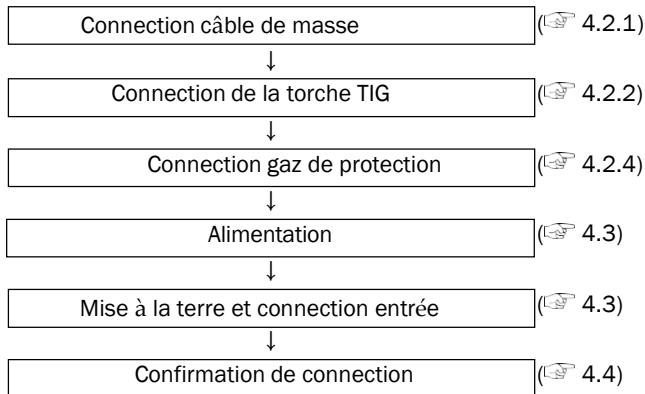 Connection câble de masse (☞ 4.2.1)
↓
Connection de la torche TIG (☞ 4.2.2)
↓
Connection gaz de protection (☞ 4.2.4)
↓
Alimentation (☞ 4.3)
↓
Mise à la terre et connection entrée (☞ 4.3)
↓
Confirmation de connection (☞ 4.4)